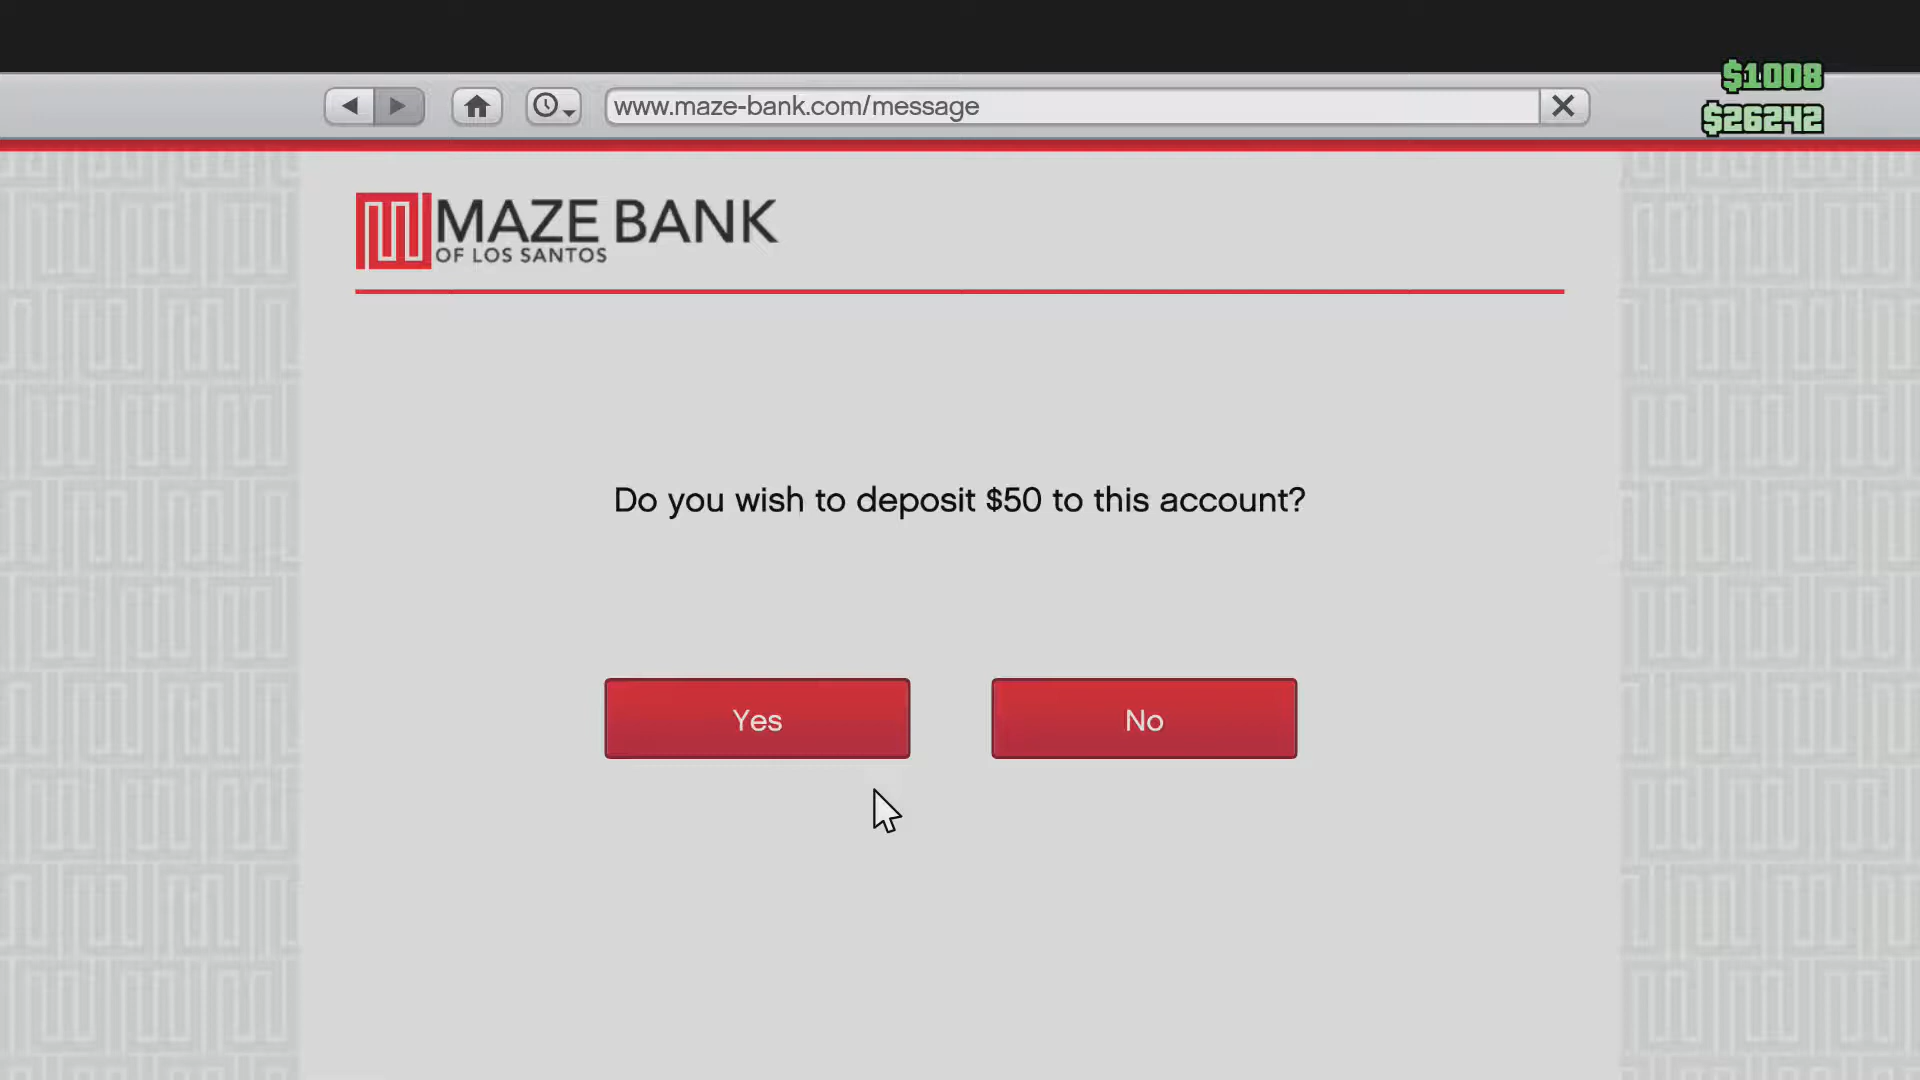 $1008
www.maze-bank.com/message
$26242
MAZE BANK
OF LOS SANTOS
Do you wish to deposit $50 to this account?
Yes
No